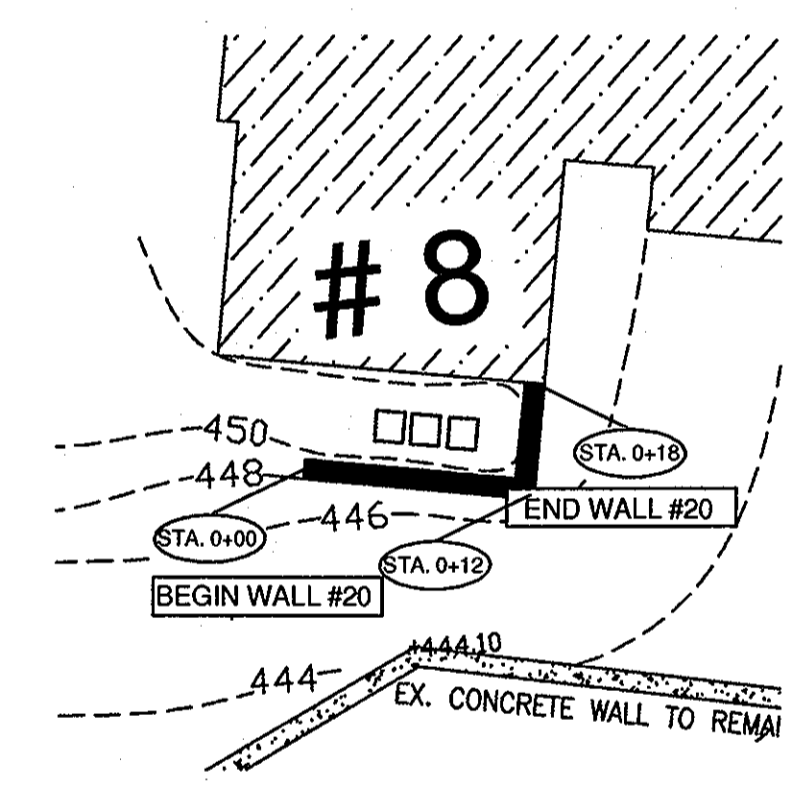 # 8
450
448
STA. 0+18
446
END WALL #20
STA. 0+00
STA. 0+12
BEGIN WALL #20
+444.10
444
EX. CONCRETE WALL TO REMAI